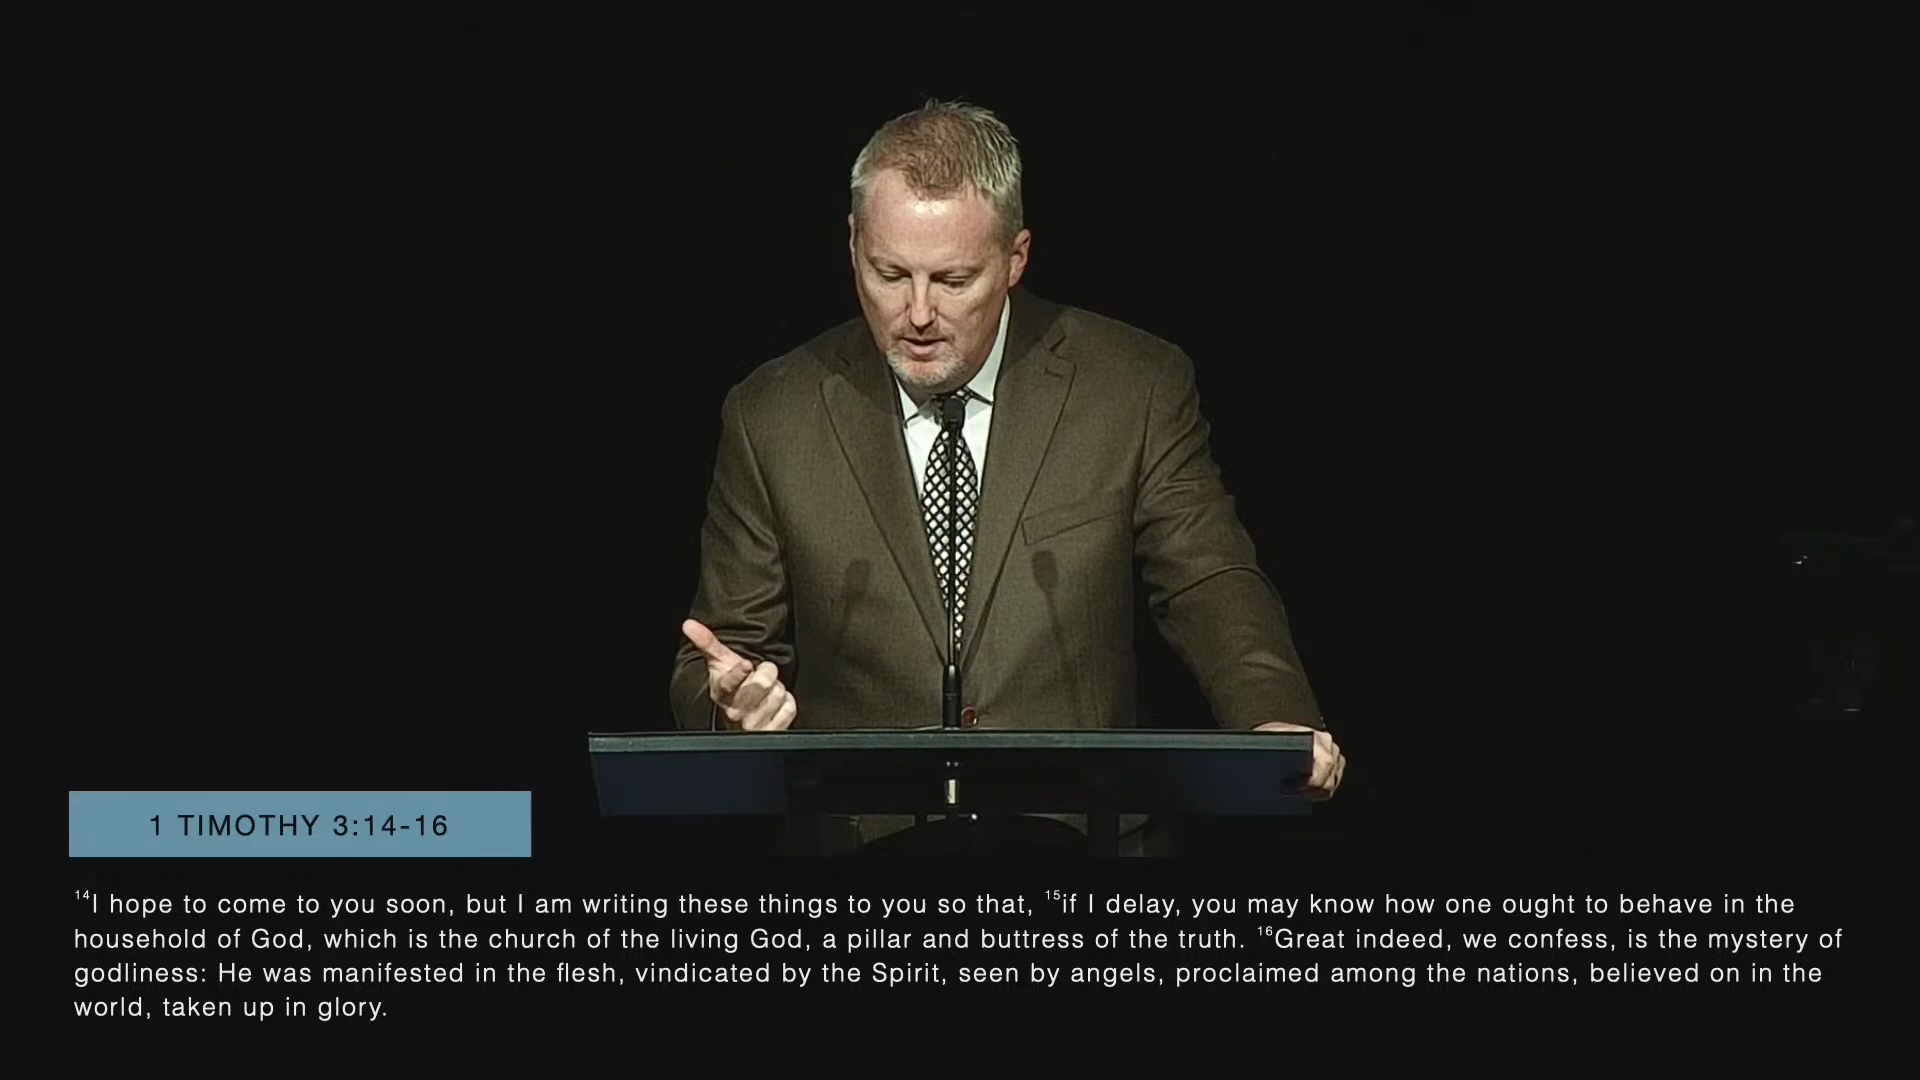 1 TIMOTHY 3:14-16
¹⁴I hope to come to you soon, but I am writing these things to you so that, ¹⁵if I delay, you may know how one ought to behave in the
household of God, which is the church of the living God, a pillar and buttress of the truth. ¹⁶Great indeed, we confess, is the mystery of
godliness: He was manifested in the flesh, vindicated by the Spirit, seen by angels, proclaimed among the nations, believed on in the
world, taken up in glory.